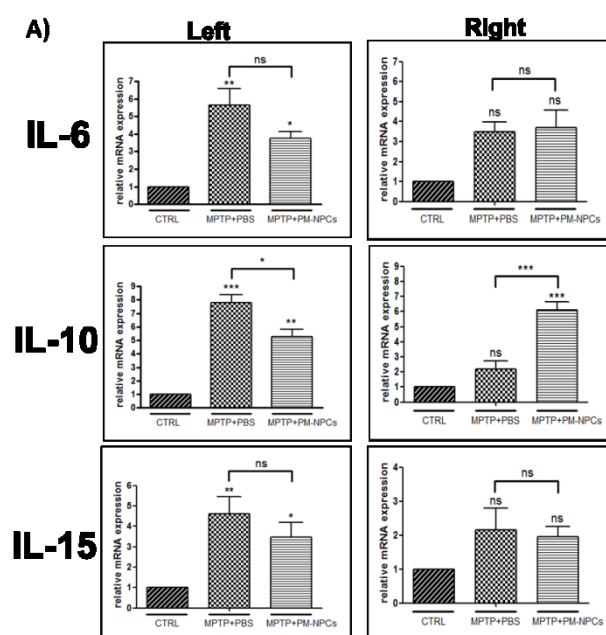 A)
Left
Right
IL-6
relative mRNA expression
7
6
5
4
3
2
1
ns
**
*
CTRL
MPTP+PBS
MPTP+PM-NPCs
relative mRNA expression
7
6
5
4
3
2
1
ns
ns
ns
CTRL
MPTP+PBS
MPTP+PM-NPCs
IL-10
relative mRNA expression
9
8
7
6
5
4
3
2
1
*
***
**
CTRL
MPTP+PBS
MPTP+PM-NPCs
relative mRNA expression
9
8
7
6
5
4
3
2
1
***
ns
***
CTRL
MPTP+PBS
MPTP+PM-NPCs
IL-15
relative mRNA expression
7
6
5
4
3
2
1
0
ns
**
*
CTRL
MPTP+PBS
MPTP+PM-NPCs
relative mRNA expression
4
3
2
1
0
ns
ns
ns
CTRL
MPTP+PBS
MPTP+PM-NPCs